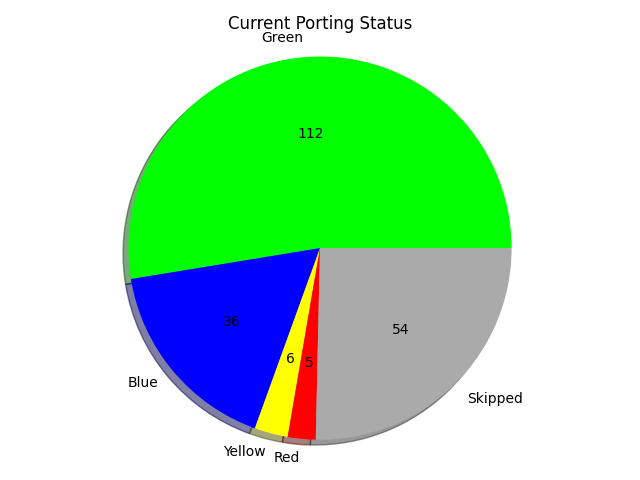 Current Porting Status
Green
112
36
6
5
54
Blue
Yellow
Red
Skipped